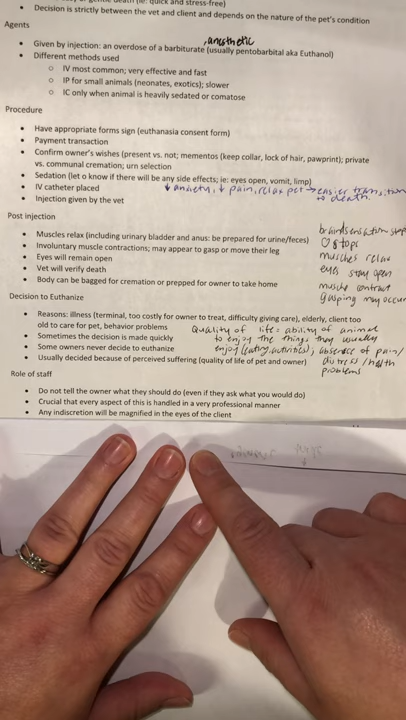 death (ie: quick and stress-free)
• Decision is strictly between the vet and client and depends on the nature of the pet's condition
Agents
, anesthetic
• Given by injection: an overdose of a barbiturate (usually pentobarbital aka Euthanol)
• Different methods used
o IV most common; very effective and fast
o IP for small animals (neonates, exotics); slower
o IC only when animal is heavily sedated or comatose
Procedure
• Have appropriate forms sign (euthanasia consent form)
• Payment transaction
• Confirm owner's wishes (present vs. not; mementos (keep collar, lock of hair, pawprint); private
vs. communal cremation; urn selection
• Sedation (let o know if there will be any side effects; ie: eyes open, vomit, limp)
• IV catheter placed ↓ anxiety, ↓ pain, relax pet → easier transition
to death.
• Injection given by the vet
Post injection
• Muscles relax (including urinary bladder and anus: be prepared for urine/feces)
• Involuntary muscle contractions; may appear to gasp or move their leg
• Eyes will remain open
• Vet will verify death
• Body can be bagged for cremation or prepped for owner to take home
♡ stops
muscles relax
eyes stay open
muscle contract
gasping may occur
Decision to Euthanize
• Reasons: illness (terminal, too costly for owner to treat, difficulty giving care), elderly, client too
old to care for pet, behavior problems Quality of life = ability of animal
• Sometimes the decision is made quickly to enjoy the things they usually
• Some owners never decide to euthanize enjoy (eating, activities), absence of pain/
• Usually decided because of perceived suffering (quality of life of pet and owner) distress/health
problems
Role of staff
• Do not tell the owner what they should do (even if they ask what you would do)
• Crucial that every aspect of this is handled in a very professional manner
• Any indiscretion will be magnified in the eyes of the client